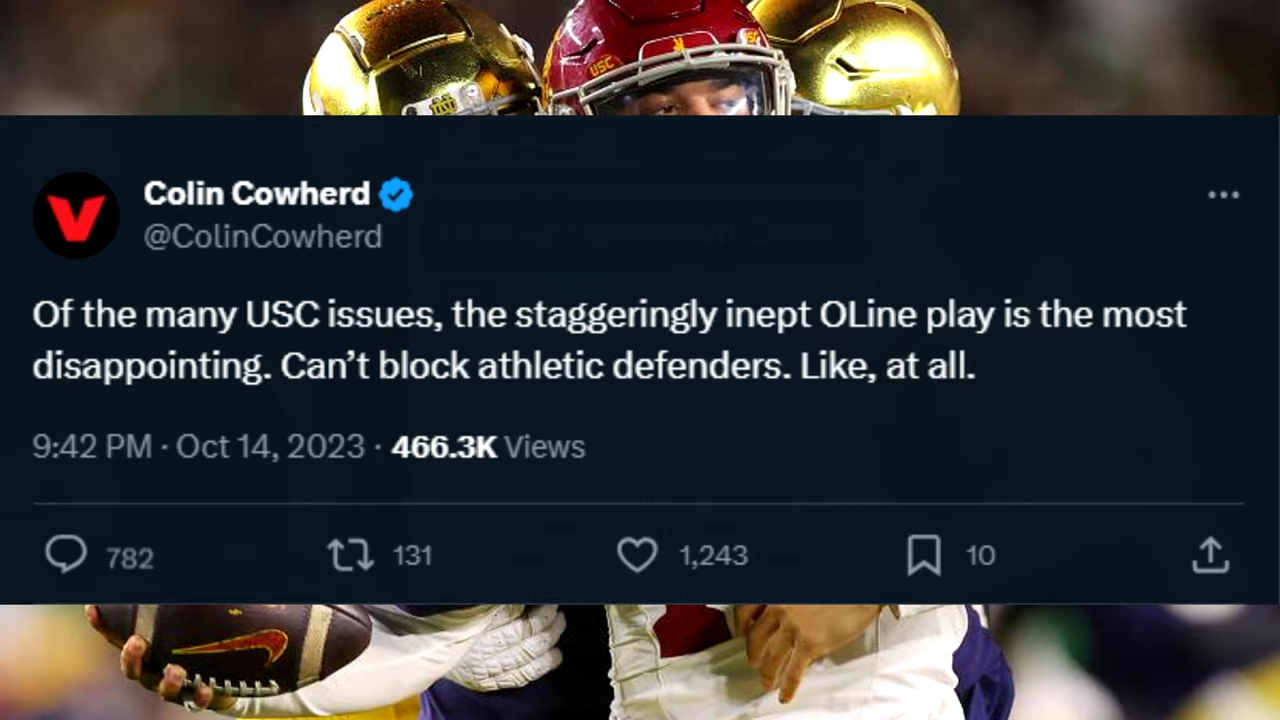 USC
Colin Cowherd
@ColinCowherd
Of the many USC issues, the staggeringly inept OLine play is the most
disappointing. Can’t block athletic defenders. Like, at all.
9:42 PM · Oct 14, 2023 · 466.3K Views
782 131 1,243 10